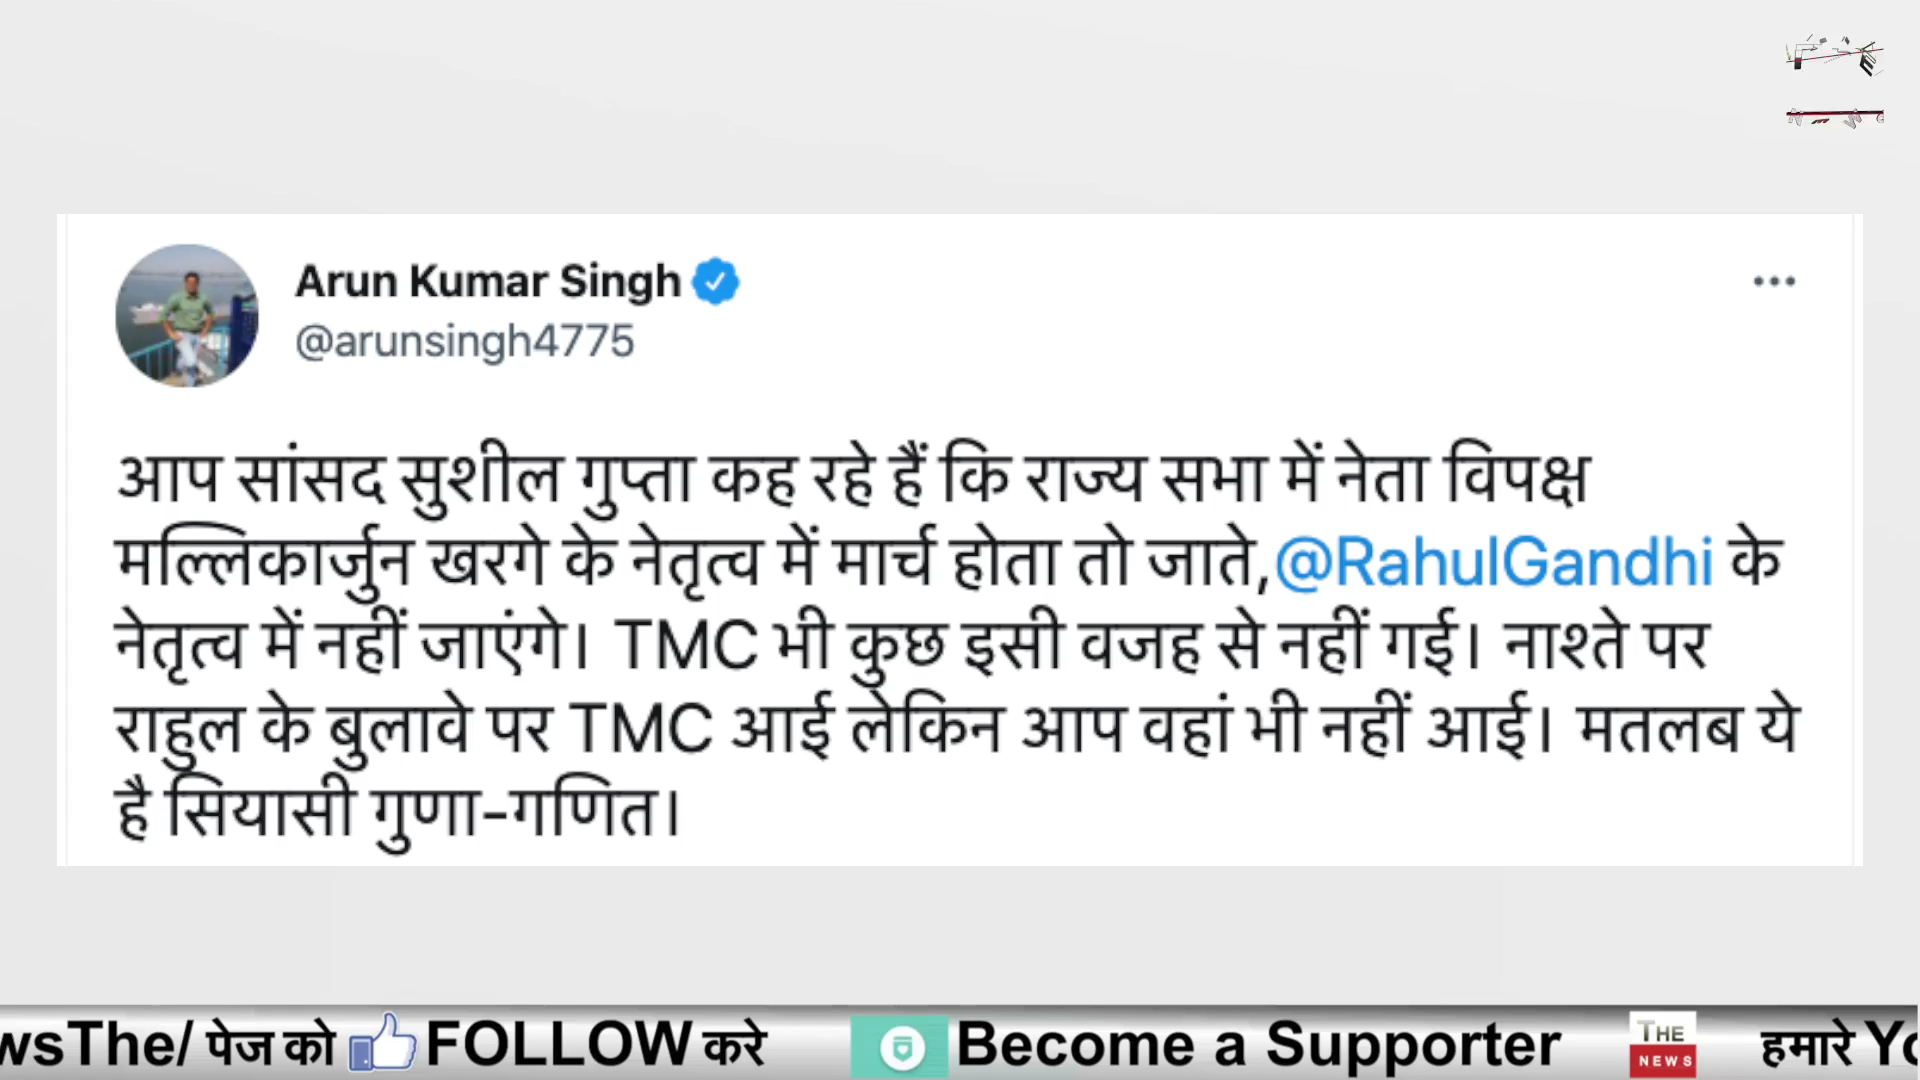 Arun Kumar Singh
@arunsingh4775
आप सांसद सुशील गुप्ता कह रहे हैं कि राज्य सभा में नेता विपक्ष
मल्लिकार्जुन खरगे के नेतृत्व में मार्च होता तो जाते,@RahulGandhi के
नेतृत्व में नहीं जाएंगे। TMC भी कुछ इसी वजह से नहीं गई। नाश्ते पर
राहुल के बुलावे पर TMC आई लेकिन आप वहां भी नहीं आई। मतलब ये
है सियासी गुणा-गणित।
wsThe/ पेज को FOLLOW करे Become a Supporter THE NEWS हमारे Yo